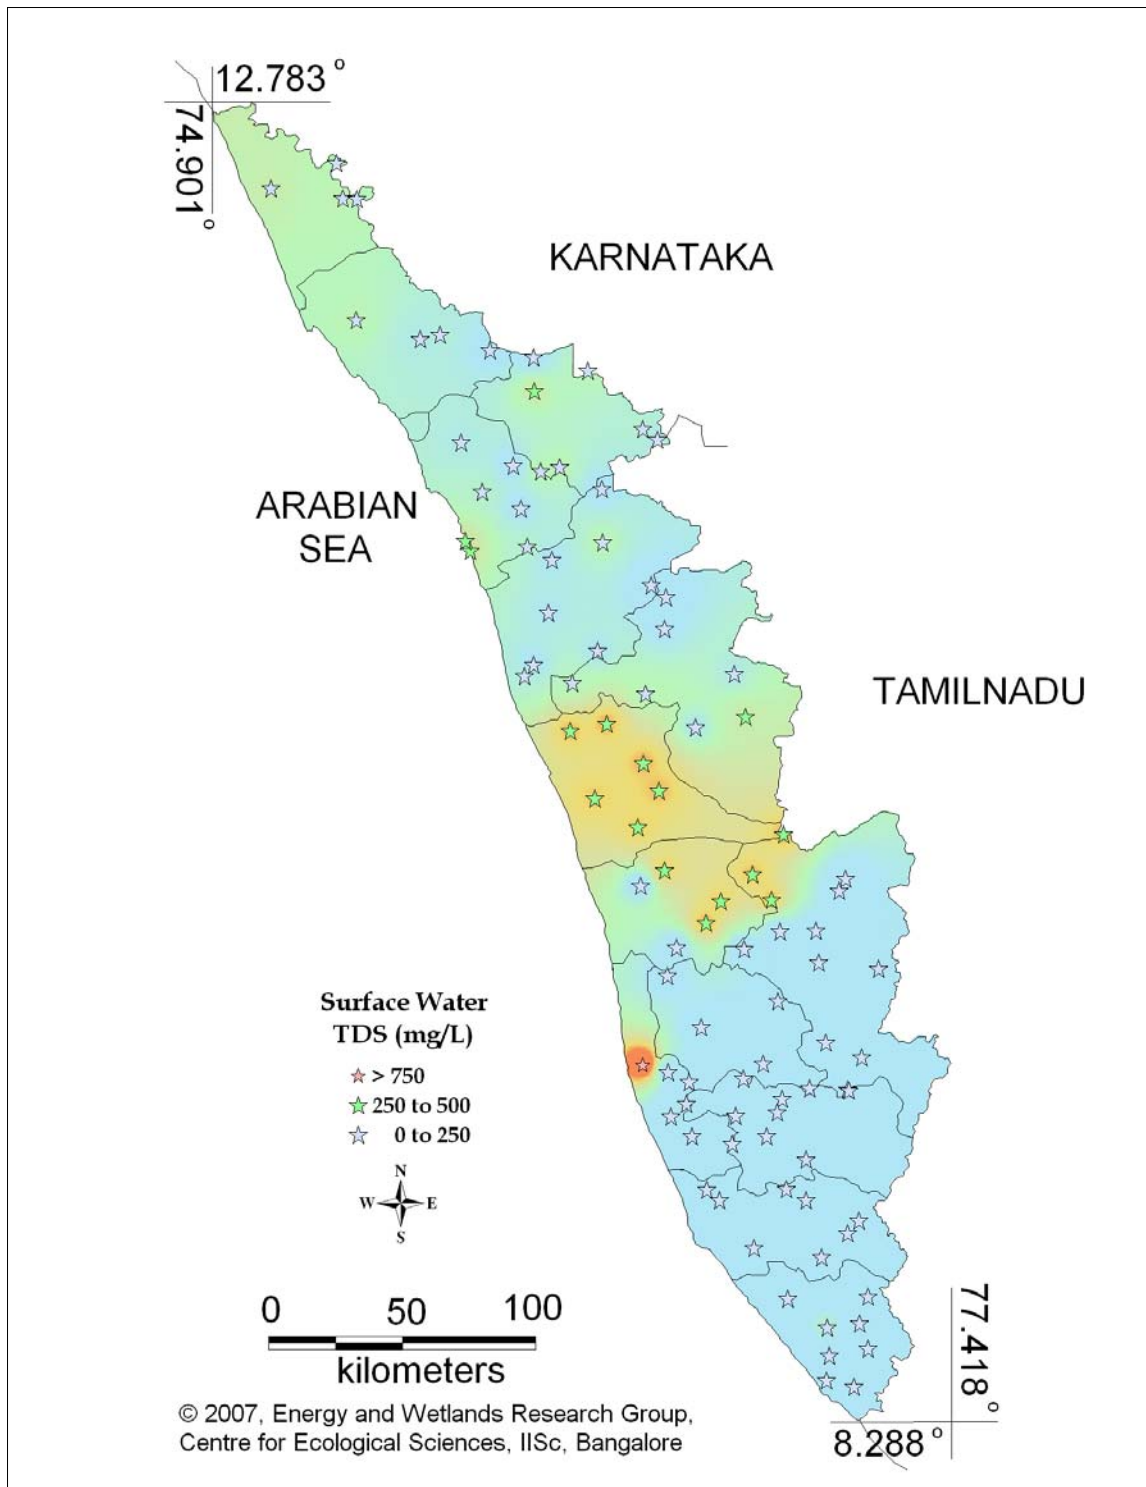 12.783 °
74.901 °
KARNATAKA
ARABIAN
SEA
TAMILNADU
Surface Water
TDS (mg/L)
> 750
250 to 500
0 to 250
N
W E
S
0 50 100
kilometers
77.418 °
8.288 °
© 2007, Energy and Wetlands Research Group,
Centre for Ecological Sciences, IISc, Bangalore